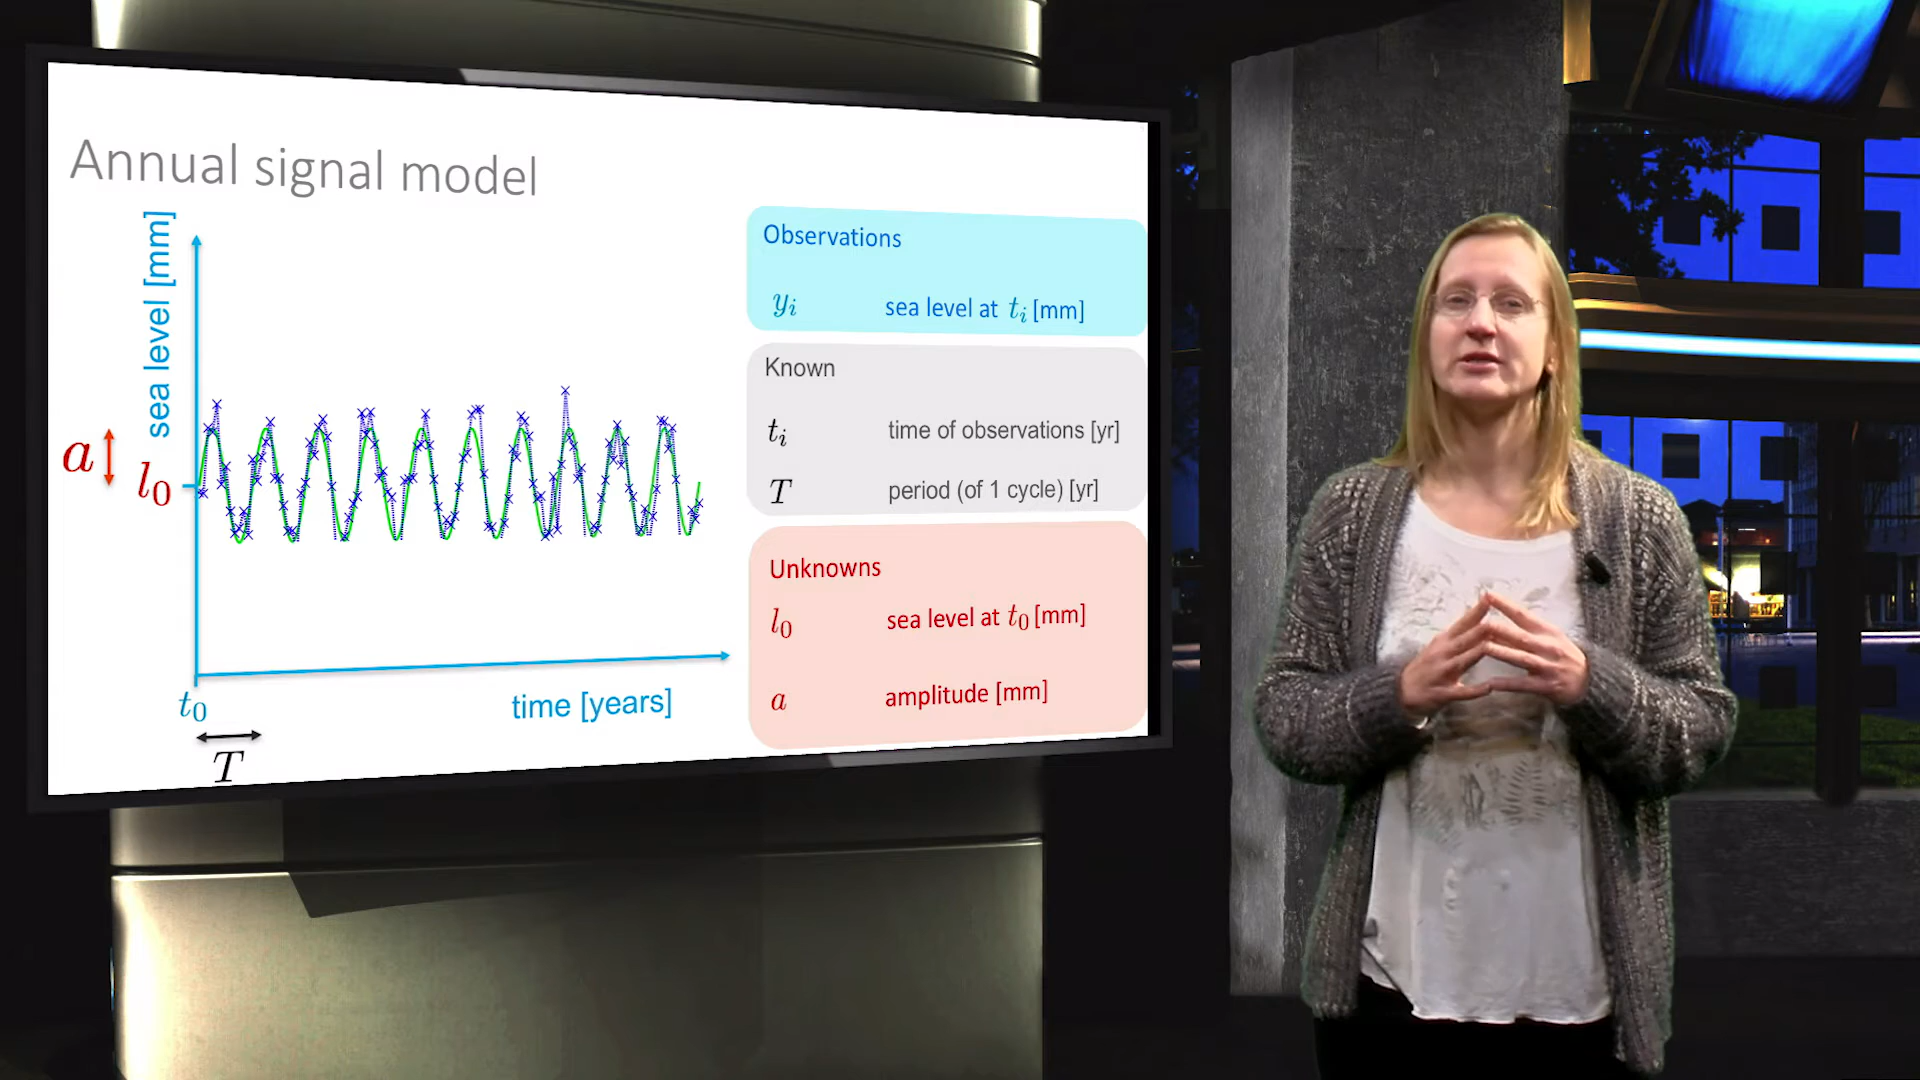 Annual signal model
sea level [mm]
a
l₀
t₀
time [years]
T
Observations
yᵢ sea level at tᵢ [mm]
Known
tᵢ time of observations [yr]
T period (of 1 cycle) [yr]
Unknowns
l₀ sea level at t₀ [mm]
a amplitude [mm]